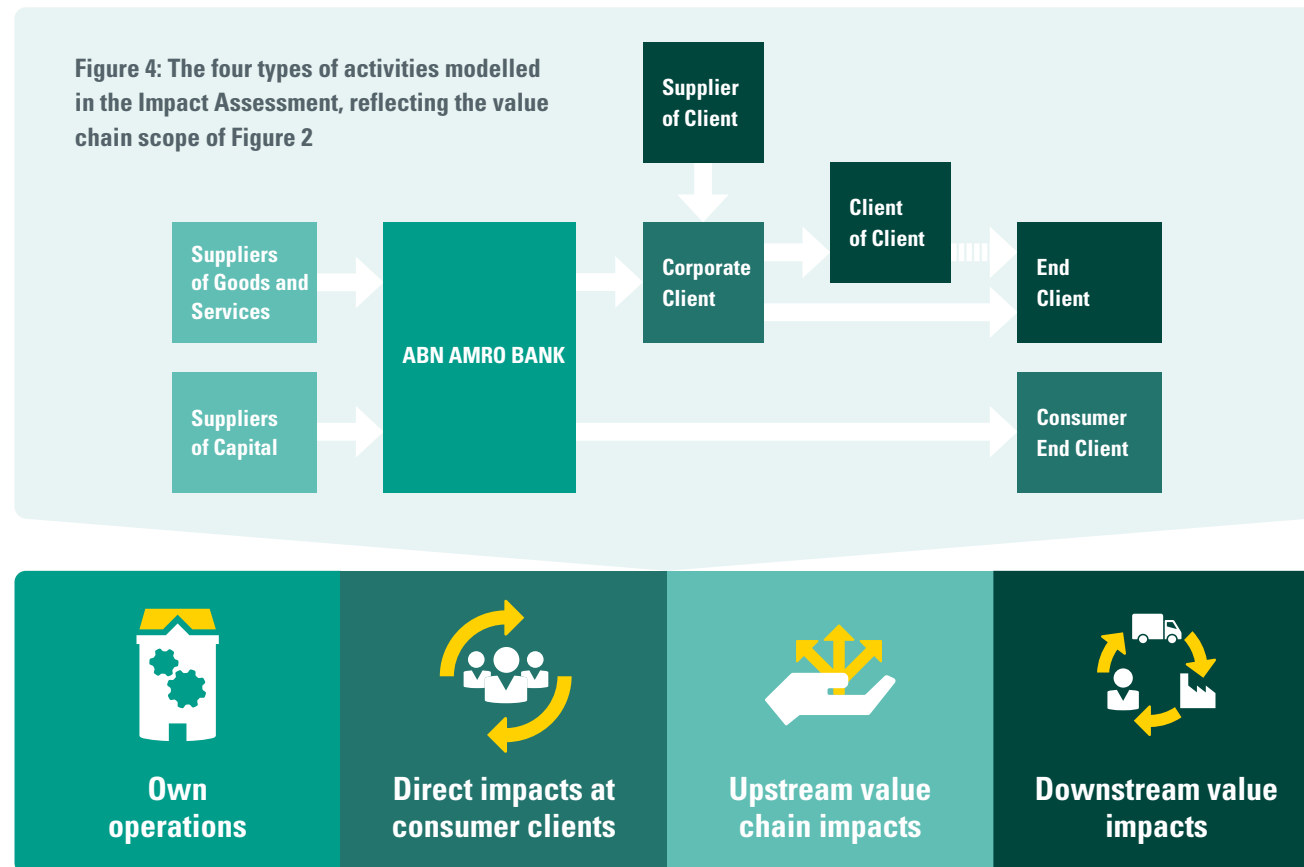 Figure 4: The four types of activities modelled
in the Impact Assessment, reflecting the value
chain scope of Figure 2
Supplier
of Client
Client
of Client
Suppliers
of Goods and
Services
Corporate
Client
End
Client
ABN AMRO BANK
Suppliers
of Capital
Consumer
End Client
Own
operations
Direct impacts at
consumer clients
Upstream value
chain impacts
Downstream value
impacts